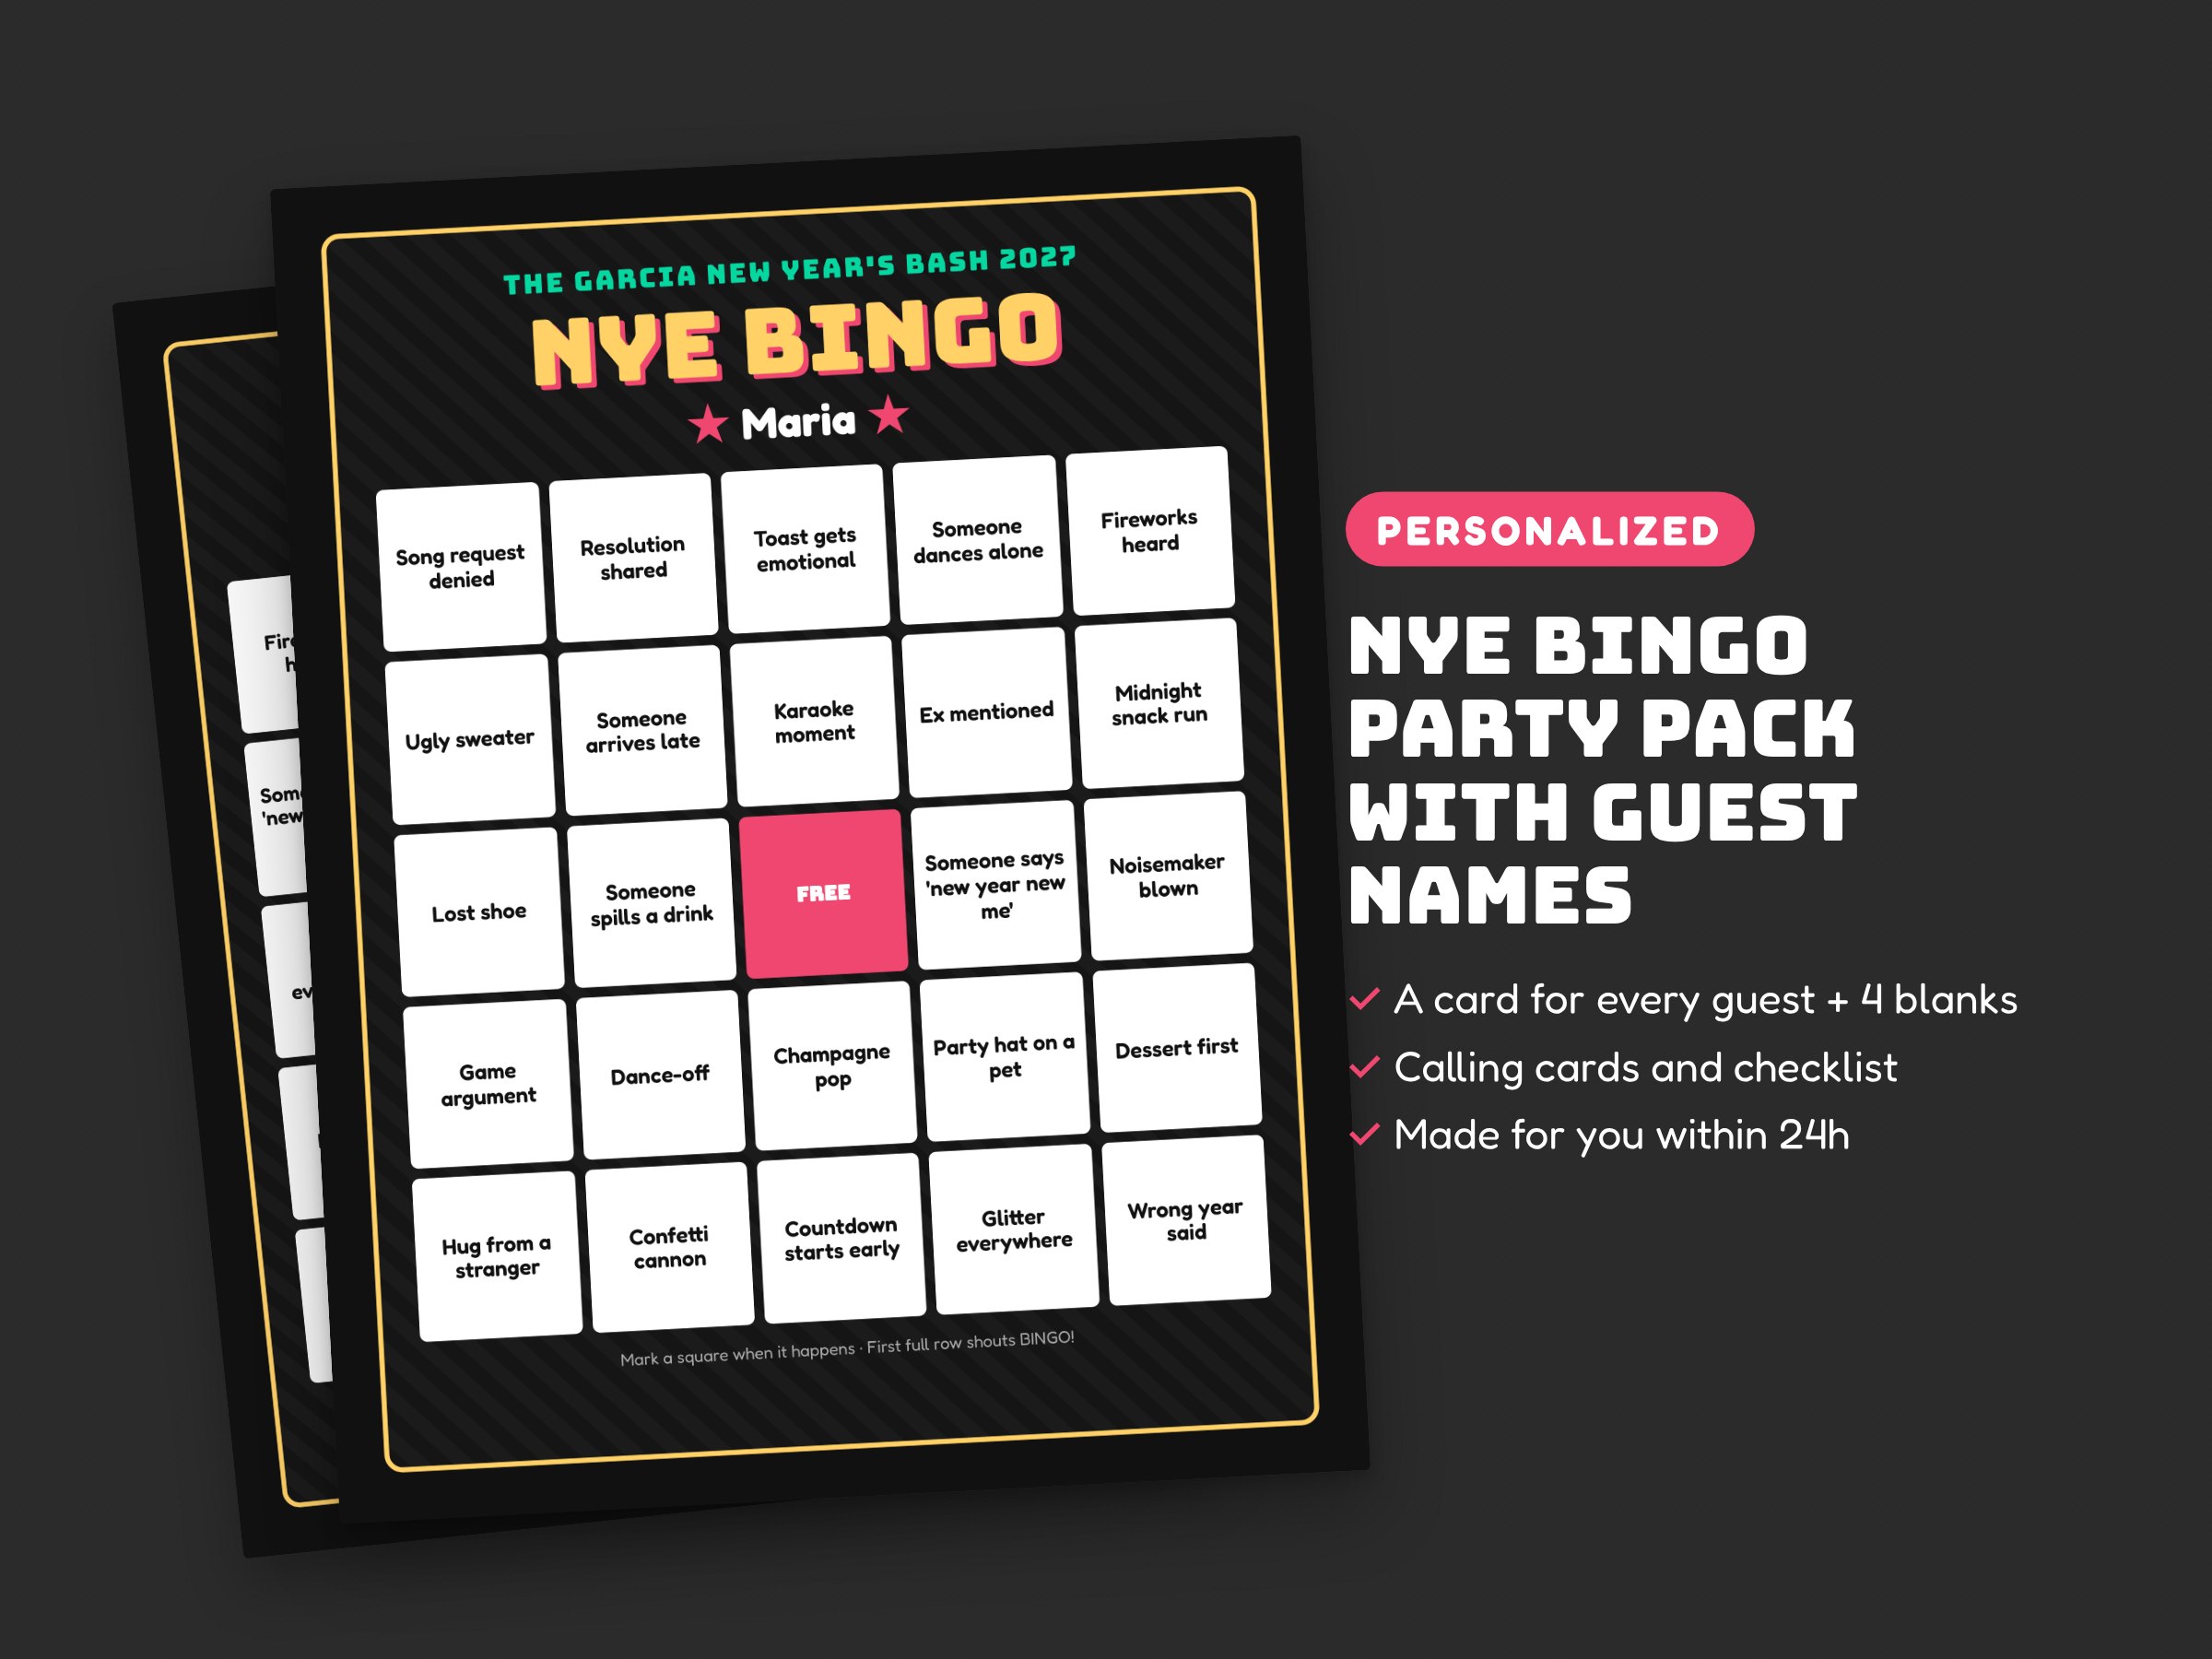 THE GARCIA NEW YEAR'S BASH 2027
NYE BINGO
★ Maria ★
Song request
denied
Resolution
shared
Toast gets
emotional
Someone
dances alone
Fireworks
heard
Ugly sweater
Someone
arrives late
Karaoke
moment
Ex mentioned
Midnight
snack run
Lost shoe
Someone
spills a drink
FREE
Someone says
'new year new
me'
Noisemaker
blown
Game
argument
Dance-off
Champagne
pop
Party hat on a
pet
Dessert first
Hug from a
stranger
Confetti
cannon
Countdown
starts early
Glitter
everywhere
Wrong year
said
Mark a square when it happens · First full row shouts BINGO!
PERSONALIZED
NYE BINGO
PARTY PACK
WITH GUEST
NAMES
A card for every guest + 4 blanks
Calling cards and checklist
Made for you within 24h